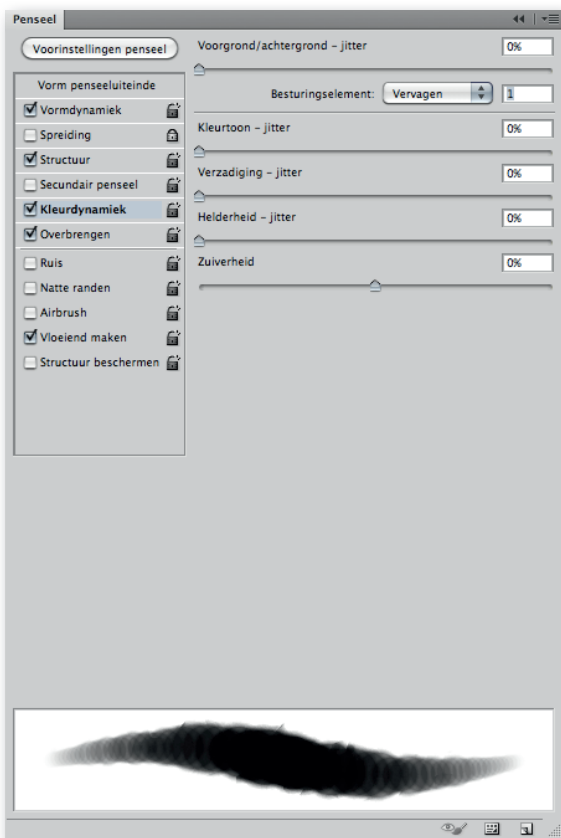 Penseel
Voorinstellingen penseel
Vorm penseeluiteinde
Vormdynamiek
Spreiding
Structuur
Secundair penseel
Kleurdynamiek
Overbrengen
Ruis
Natte randen
Airbrush
Vloeiend maken
Structuur beschermen
Voorgrond/achtergrond – jitter 0%
Besturingselement: Vervagen 1
Kleurtoon – jitter 0%
Verzadiging – jitter 0%
Helderheid – jitter 0%
Zuiverheid 0%